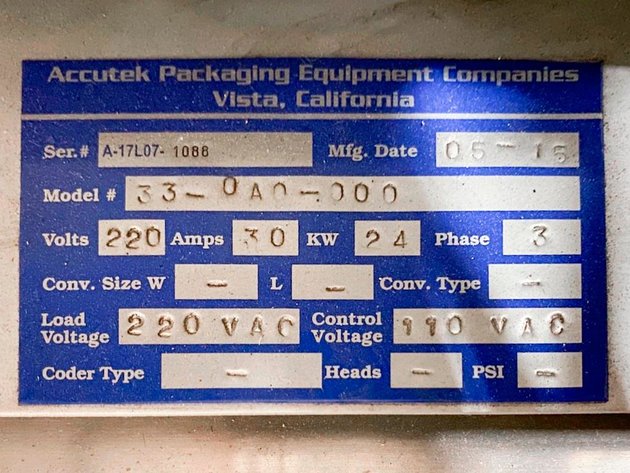 Accutek Packaging Equipment Companies
Vista, California
Ser.# A-17L07-1088 Mfg. Date 05-18
Model # 33-0A0-000
Volts 220 Amps 30 KW 24 Phase 3
Conv. Size W - L - Conv. Type -
Load Voltage 220 VAC Control Voltage 110 VAC
Coder Type - Heads - PSI -